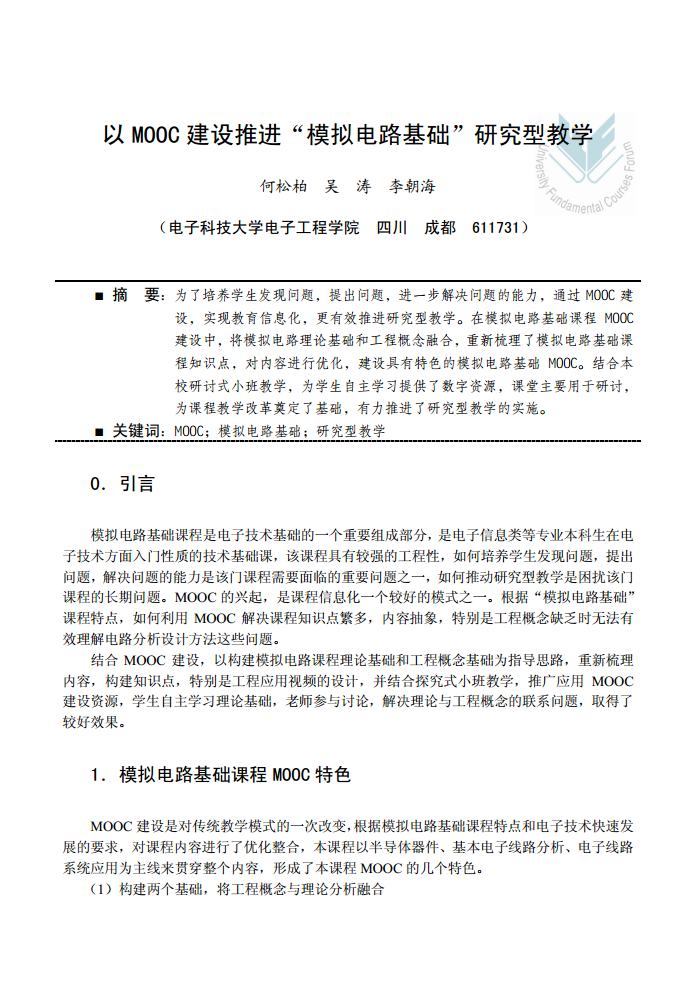 以 MOOC 建设推进“模拟电路基础”研究型教学
University Fundamental Courses Forum
何松柏 吴 涛 李朝海
（电子科技大学电子工程学院 四川 成都 611731）
■ 摘 要：为了培养学生发现问题，提出问题，进一步解决问题的能力，通过 MOOC 建
设，实现教育信息化，更有效推进研究型教学。在模拟电路基础课程 MOOC
建设中，将模拟电路理论基础和工程概念融合，重新梳理了模拟电路基础课
程知识点，对内容进行优化，建设具有特色的模拟电路基础 MOOC。结合本
校研讨式小班教学，为学生自主学习提供了数字资源，课堂主要用于研讨，
为课程教学改革奠定了基础，有力推进了研究型教学的实施。
■ 关键词：MOOC；模拟电路基础；研究型教学
0．引言
模拟电路基础课程是电子技术基础的一个重要组成部分，是电子信息类等专业本科生在电
子技术方面入门性质的技术基础课，该课程具有较强的工程性，如何培养学生发现问题，提出
问题，解决问题的能力是该门课程需要面临的重要问题之一，如何推动研究型教学是困扰该门
课程的长期问题。MOOC 的兴起，是课程信息化一个较好的模式之一。根据“模拟电路基础”
课程特点，如何利用 MOOC 解决课程知识点繁多，内容抽象，特别是工程概念缺乏时无法有
效理解电路分析设计方法这些问题。
结合 MOOC 建设，以构建模拟电路课程理论基础和工程概念基础为指导思路，重新梳理
内容，构建知识点，特别是工程应用视频的设计，并结合探究式小班教学，推广应用 MOOC
建设资源，学生自主学习理论基础，老师参与讨论，解决理论与工程概念的联系问题，取得了
较好效果。
1．模拟电路基础课程 MOOC 特色
MOOC 建设是对传统教学模式的一次改变，根据模拟电路基础课程特点和电子技术快速发
展的要求，对课程内容进行了优化整合，本课程以半导体器件、基本电子线路分析、电子线路
系统应用为主线来贯穿整个内容，形成了本课程 MOOC 的几个特色。
（1）构建两个基础，将工程概念与理论分析融合